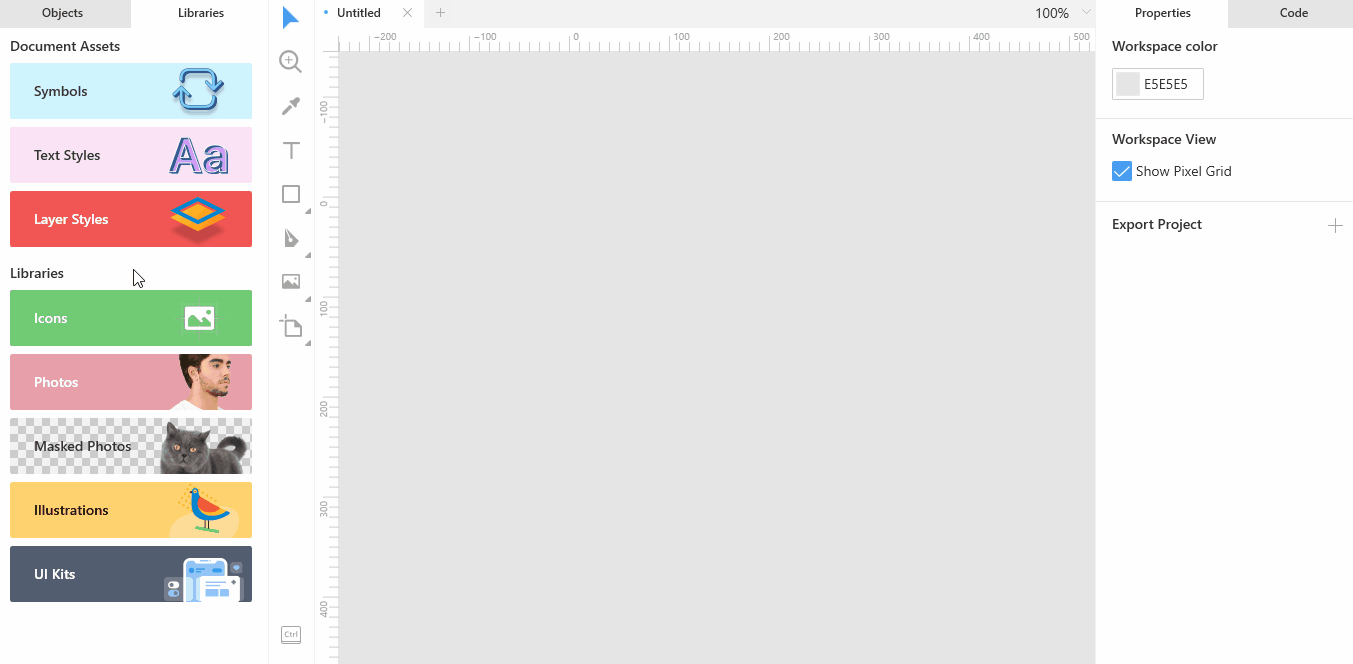 Objects
Libraries
Untitled
100%
Properties
Code
Document Assets
Symbols
Text Styles
Aa
Layer Styles
Libraries
Icons
Photos
Masked Photos
Illustrations
UI Kits
T
Ctrl
−200
−100
0
100
200
300
400
500
−100
0
100
200
300
400
Workspace color
E5E5E5
Workspace View
Show Pixel Grid
Export Project